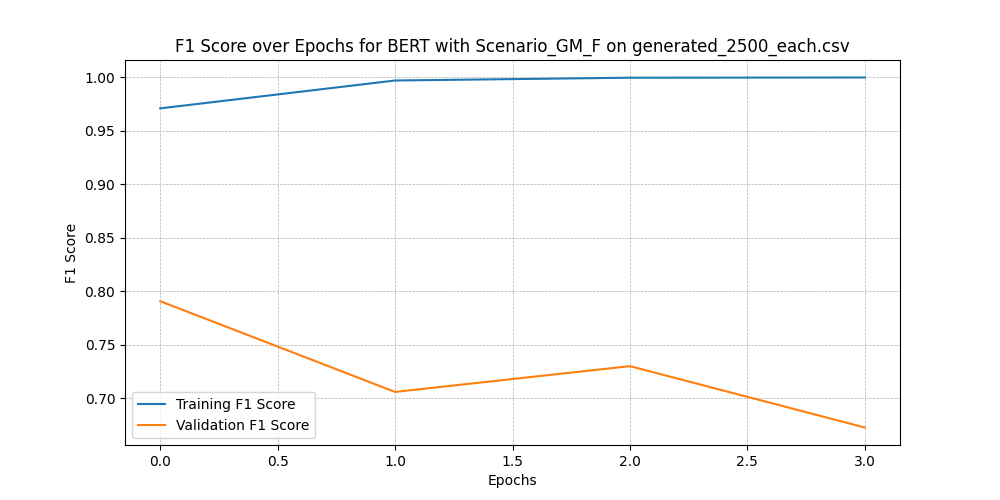 F1 Score over Epochs for BERT with Scenario_GM_F on generated_2500_each.csv
1.00
0.95
0.90
0.85
0.80
0.75
0.70
F1 Score
Training F1 Score
Validation F1 Score
0.0 0.5 1.0 1.5 2.0 2.5 3.0
Epochs